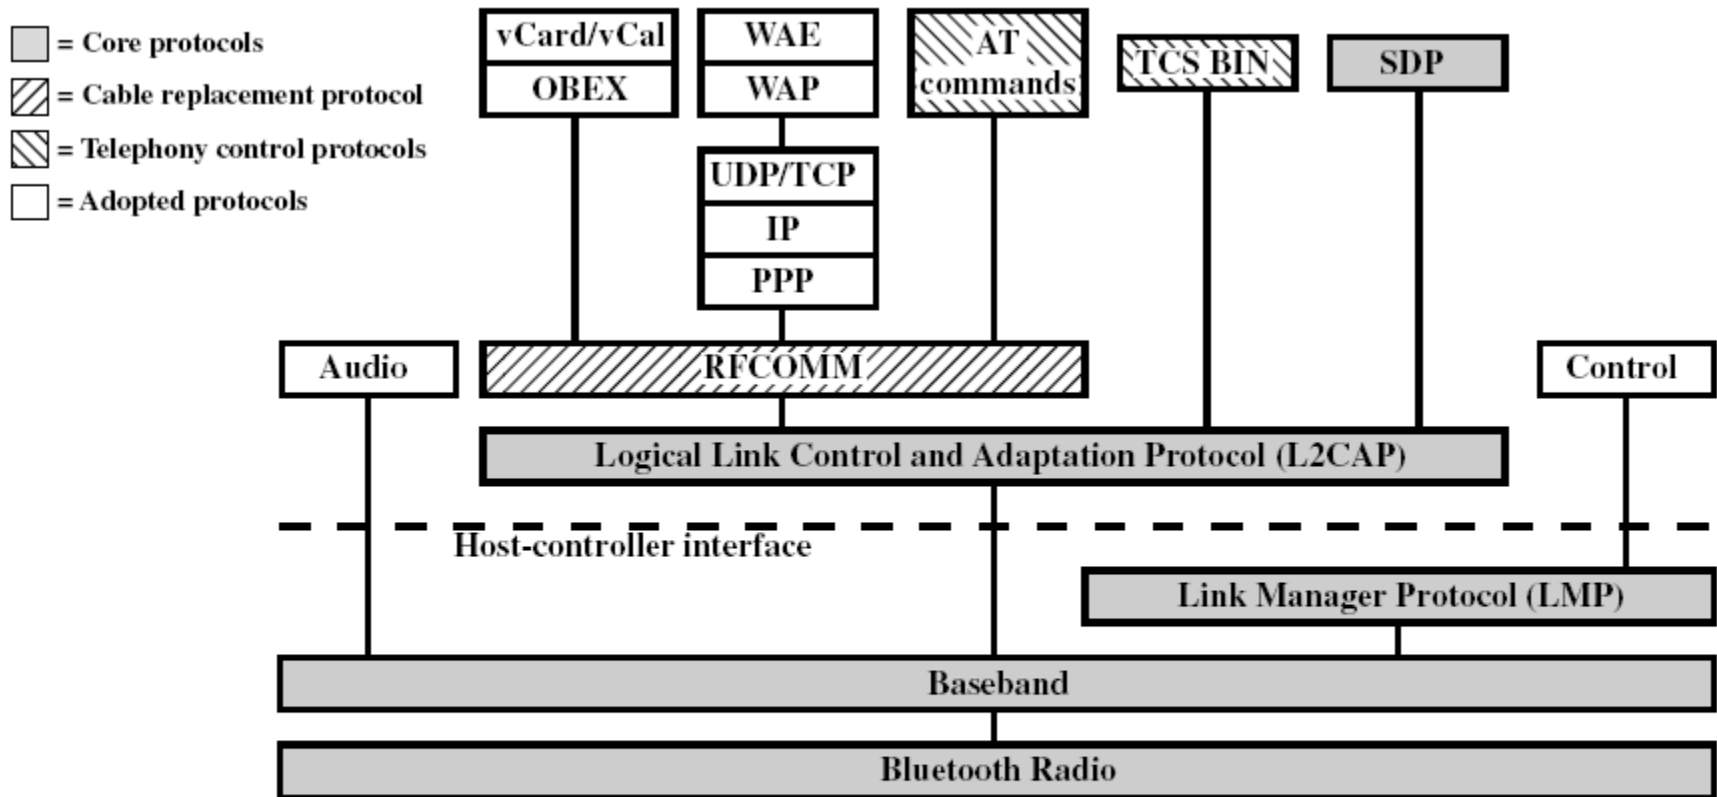 = Core protocols
= Cable replacement protocol
= Telephony control protocols
= Adopted protocols
vCard/vCal
OBEX
WAE
WAP
UDP/TCP
IP
PPP
AT
commands
TCS BIN
SDP
Audio
RFCOMM
Control
Logical Link Control and Adaptation Protocol (L2CAP)
Host-controller interface
Link Manager Protocol (LMP)
Baseband
Bluetooth Radio